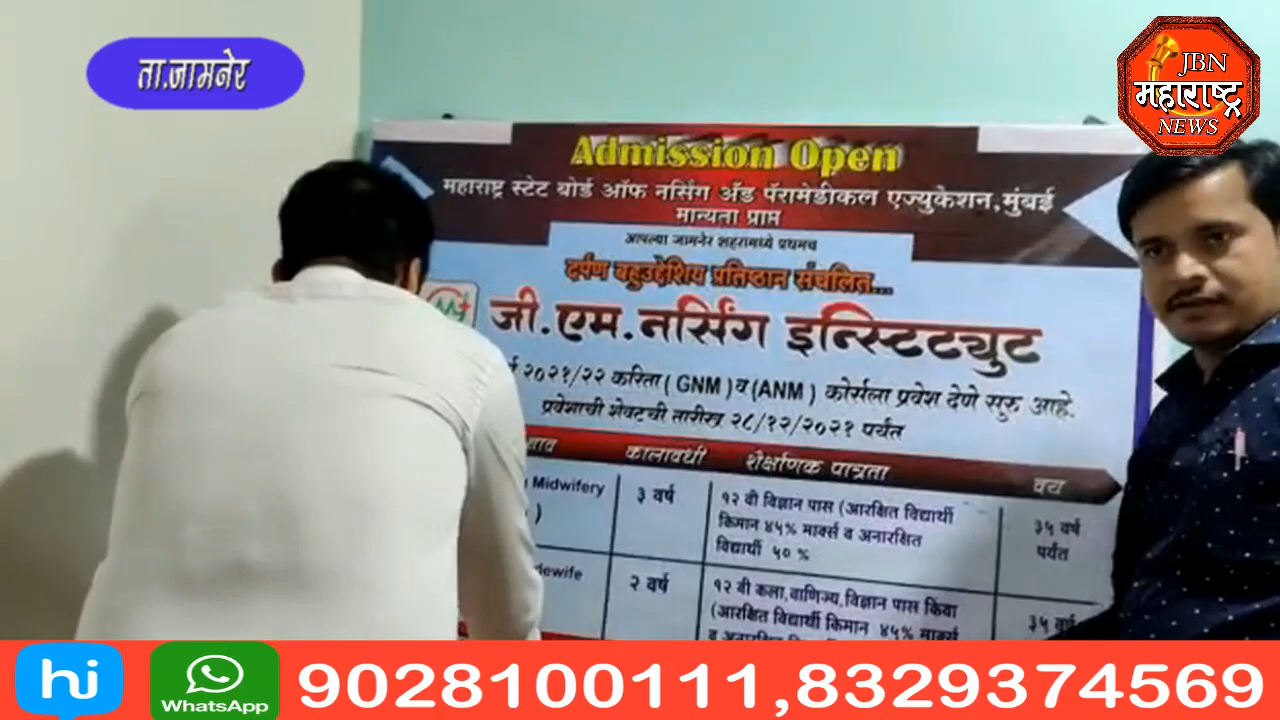 ता.जामनेर
JBN
महाराष्ट्र
NEWS
Admission Open
महाराष्ट्र स्टेट बोर्ड ऑफ नर्सिंग अँड पॅरामेडीकल एज्युकेशन,मुंबई
मान्यता प्राप्त
आपल्या जामनेर शहरामध्ये प्रथमच
दर्पण बहुउद्देशिय प्रतिष्ठान संचलित...
जी.एम.नर्सिंग इन्स्टिटच्युट
२०२१/२२ करिता ( GNM ) व (ANM ) कोर्सला प्रवेश देणे सुरु आहे.
प्रवेशाची शेवटची तारीख २८/१२/२०२१ पर्यंत
कालावधी शैक्षणिक पात्रता वय
Midwifery ३ वर्ष १२ वी विज्ञान पास (आरक्षित विद्यार्थी
) किमान ४५% मार्क्स व अनारक्षित ३५ वर्ष
विद्यार्थी ५० % पर्यंत
२ वर्ष १२ वी कला,वाणिज्य,विज्ञान पास किंवा
(आरक्षित विद्यार्थी किमान ४५% मार्क्स ३५ वर्ष
hi WhatsApp 9028100111,8329374569